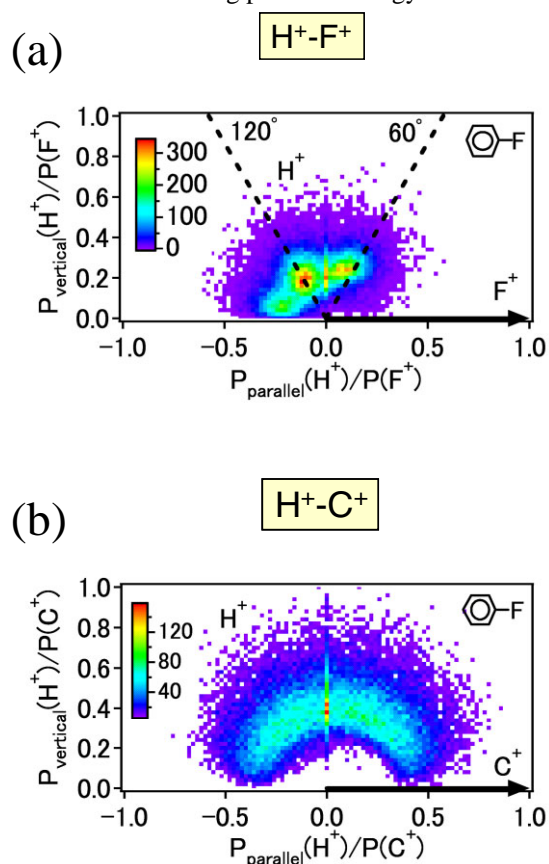 H⁺-F⁺
(a)
1.0
0.8
0.6
0.4
0.2
0.0
P_vertical(H⁺)/P(F⁺)
300
200
100
0
120°
60°
H⁺
F
F⁺
-1.0 -0.5 0.0 0.5 1.0
P_parallel(H⁺)/P(F⁺)
H⁺-C⁺
(b)
1.0
0.8
0.6
0.4
0.2
0.0
P_vertical(H⁺)/P(C⁺)
120
80
40
H⁺
F
C⁺
-1.0 -0.5 0.0 0.5 1.0
P_parallel(H⁺)/P(C⁺)